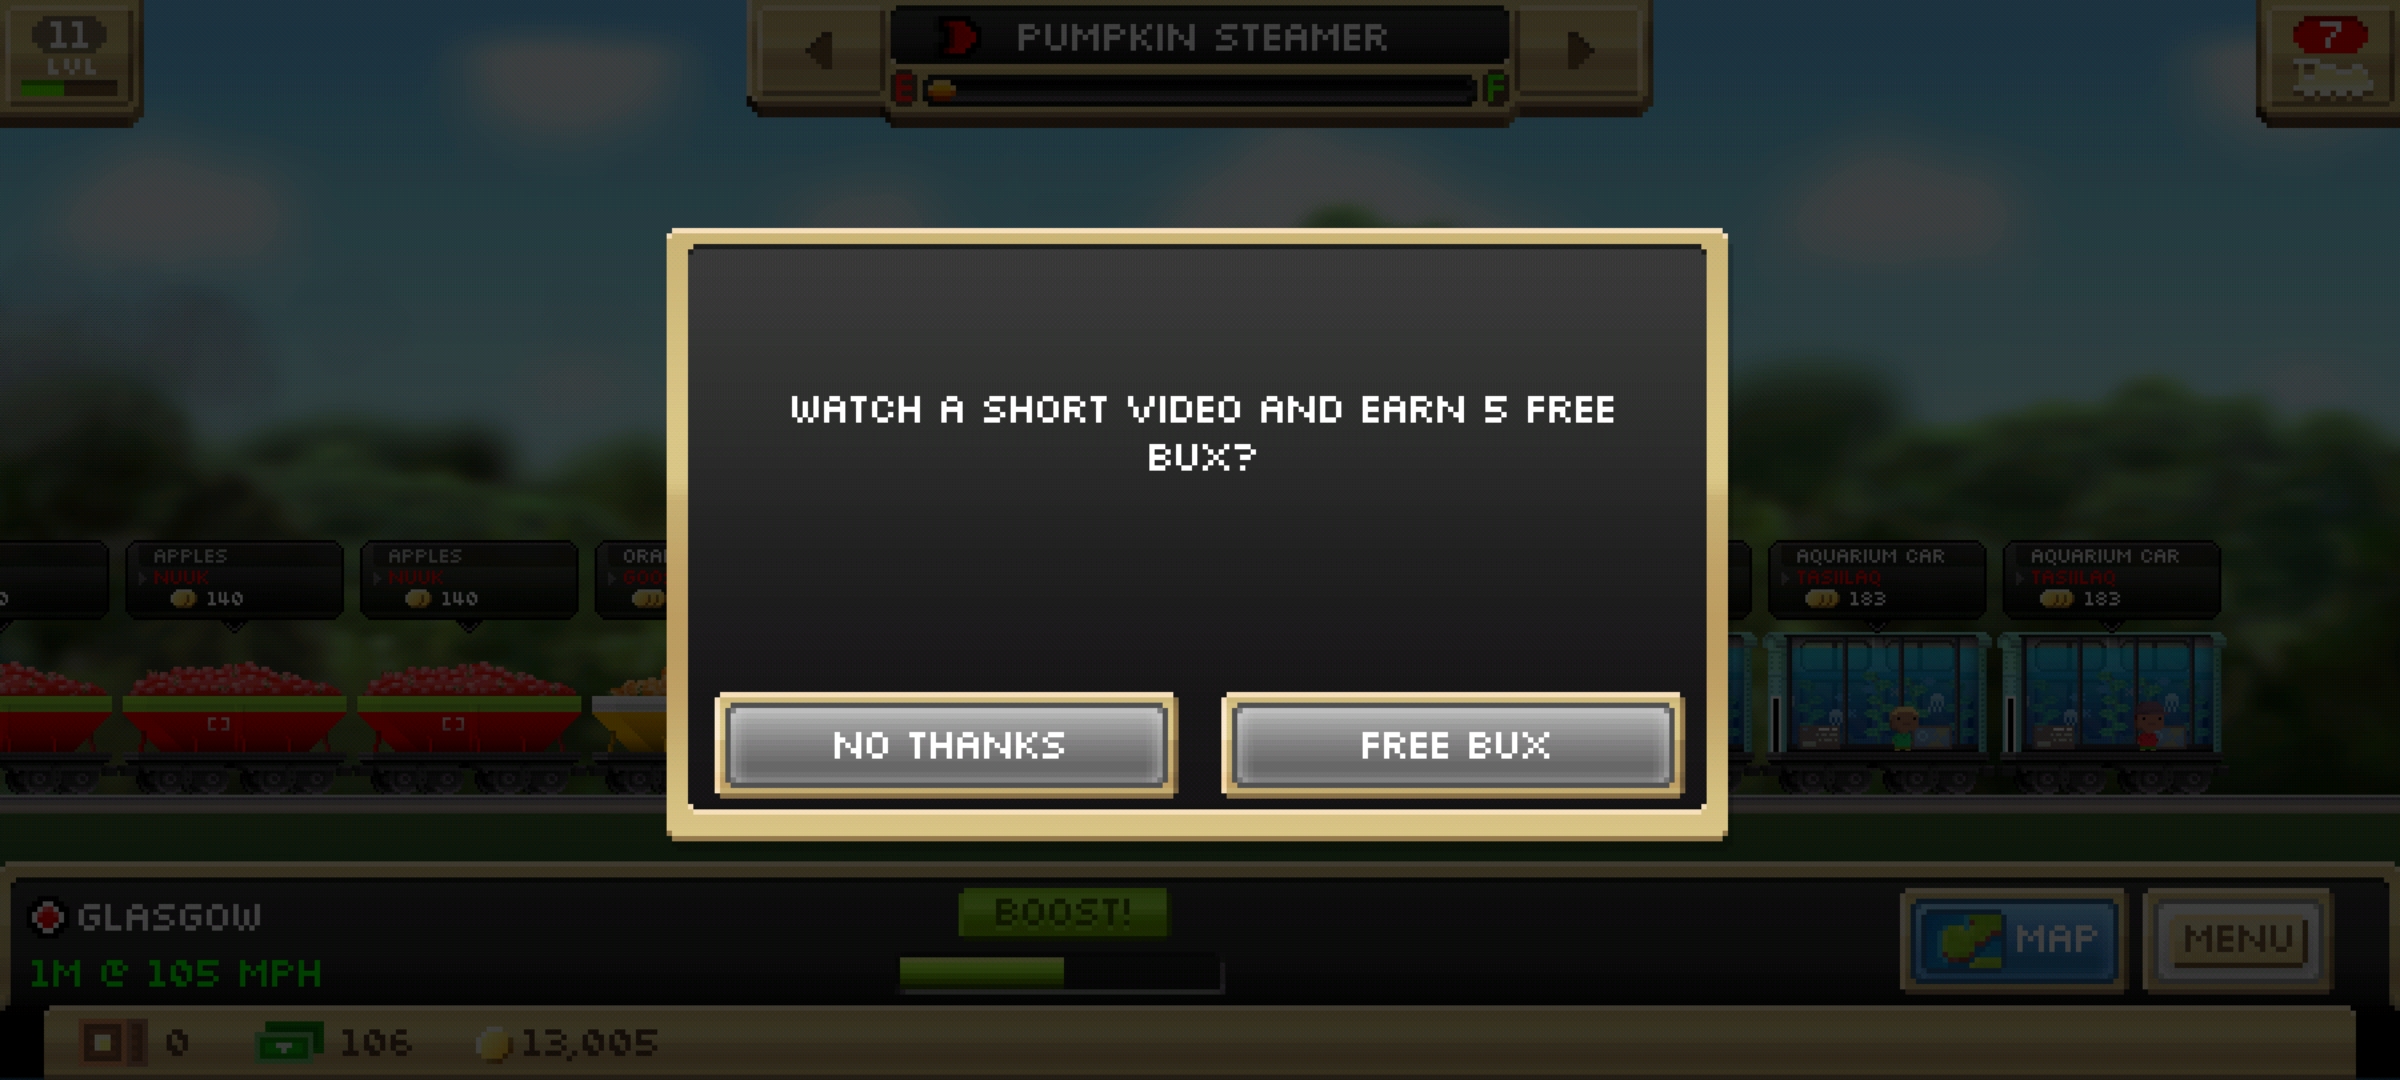 11
LVL
PUMPKIN STEAMER
E
F
7
WATCH A SHORT VIDEO AND EARN 5 FREE
BUX?
NO THANKS
FREE BUX
APPLES
NUUK
140
APPLES
NUUK
140
AQUARIUM CAR
TASIILAQ
183
AQUARIUM CAR
TASIILAQ
183
GLASGOW
1M @ 105 MPH
BOOST!
MAP
MENU
0
106
13,005